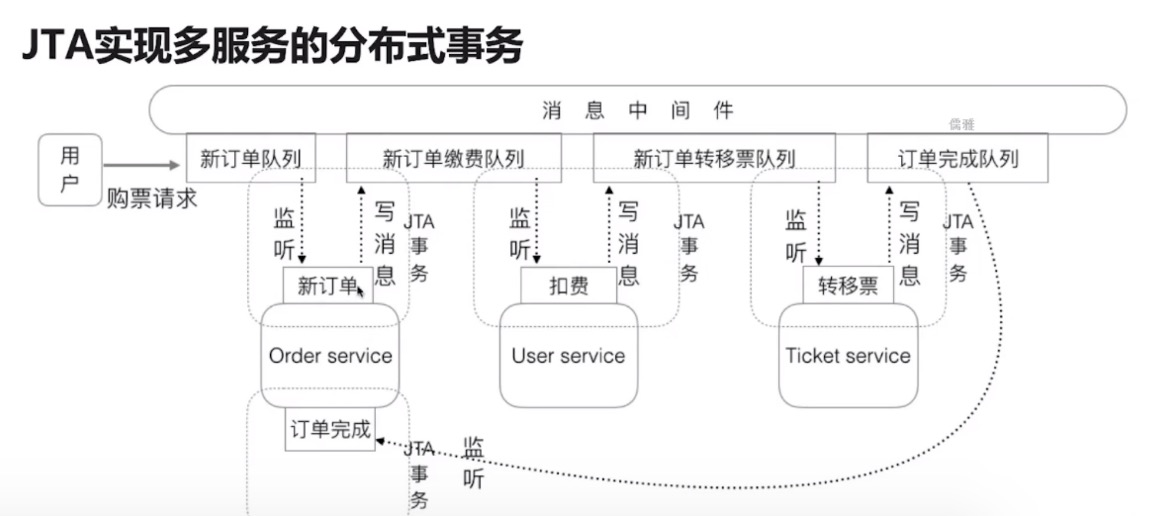 JTA实现多服务的分布式事务
消息中间件
儒雅
用户
购票请求
新订单队列
新订单缴费队列
新订单转移票队列
订单完成队列
监听
写消息
JTA事务
监听
写消息
JTA事务
监听
写消息
JTA事务
新订单
扣费
转移票
Order service
User service
Ticket service
订单完成
JTA事务
监听